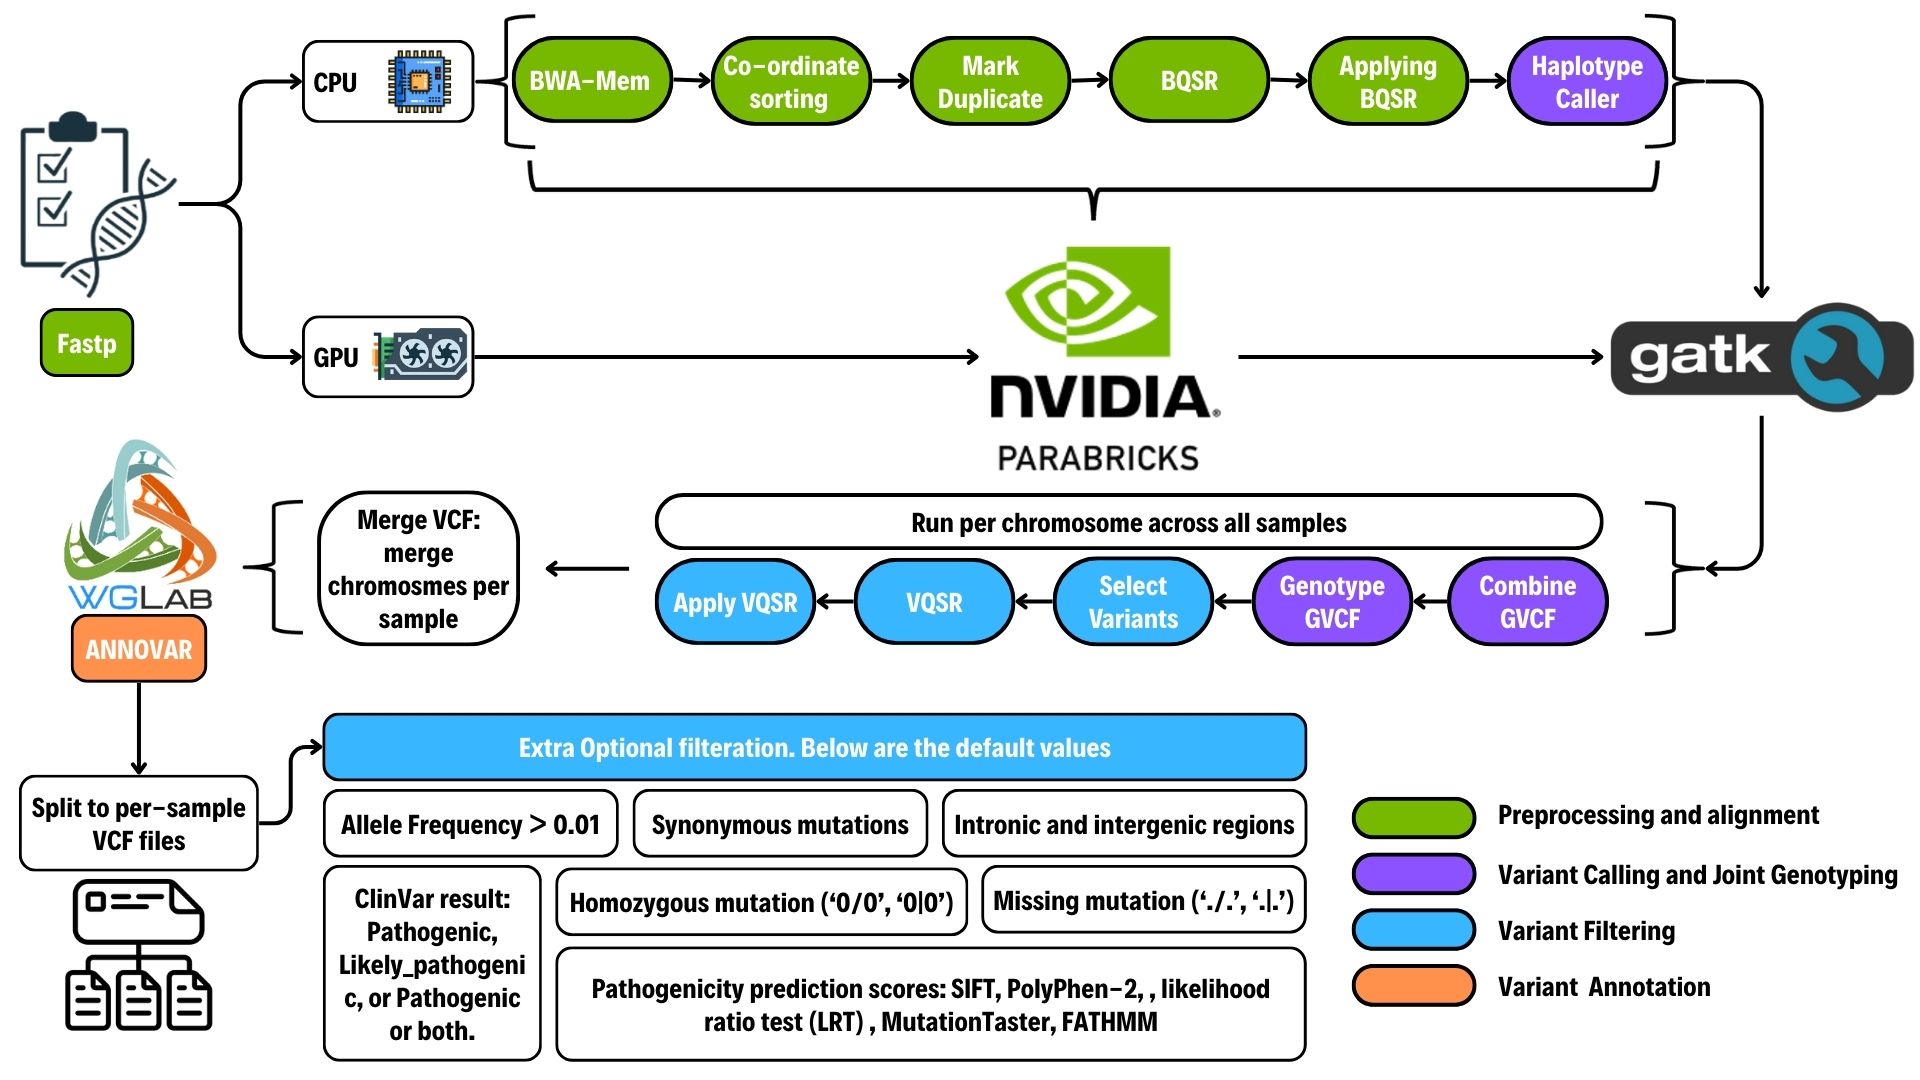 CPU
BWA-Mem
Co-ordinate
sorting
Mark
Duplicate
BQSR
Applying
BQSR
Haplotype
Caller
Fastp
GPU
NVIDIA®
PARABRICKS
gatk
WGLAB
ANNOVAR
Merge VCF:
merge
chromosmes per
sample
Run per chromosome across all samples
Apply VQSR
VQSR
Select
Variants
Genotype
GVCF
Combine
GVCF
Split to per-sample
VCF files
Extra Optional filteration. Below are the default values
Allele Frequency > 0.01
Synonymous mutations
Intronic and intergenic regions
ClinVar result:
Pathogenic,
Likely_pathogeni
c, or Pathogenic
or both.
Homozygous mutation (‘0/0’, ‘0|0’)
Missing mutation (‘./.’, ‘.|.’)
Pathogenicity prediction scores: SIFT, PolyPhen-2, , likelihood
ratio test (LRT) , MutationTaster, FATHMM
Preprocessing and alignment
Variant Calling and Joint Genotyping
Variant Filtering
Variant Annotation